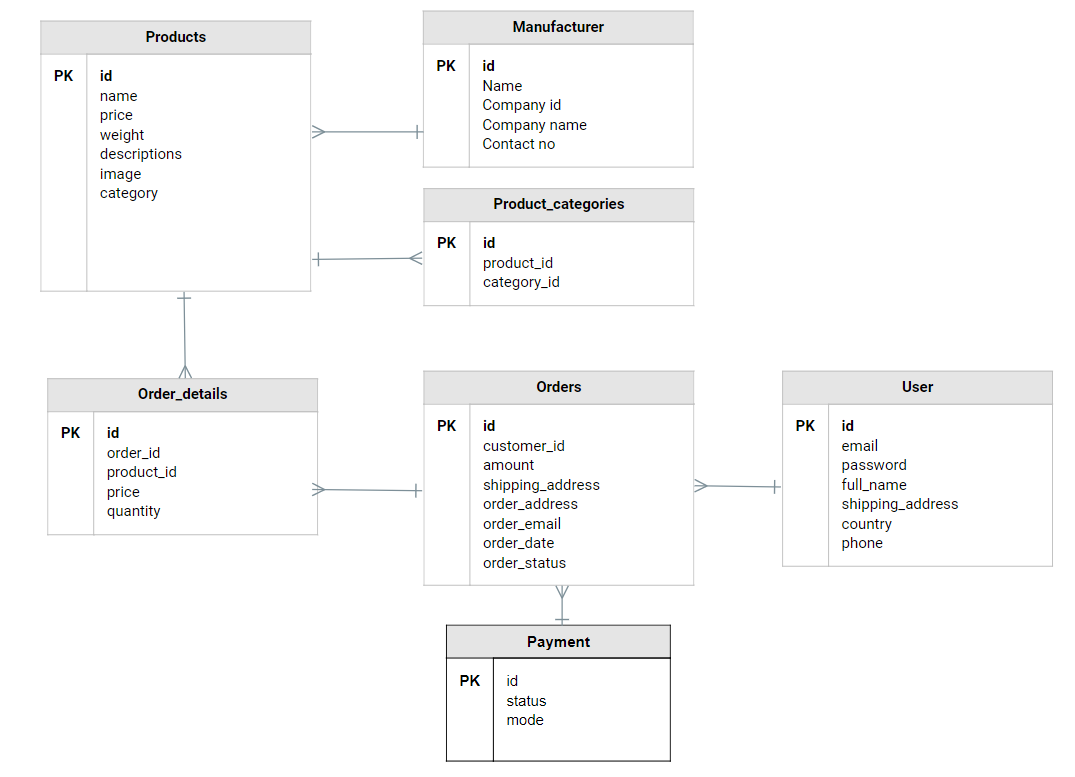 Products
PK id
name
price
weight
descriptions
image
category
Manufacturer
PK id
Name
Company id
Company name
Contact no
Product_categories
PK id
product_id
category_id
Order_details
PK id
order_id
product_id
price
quantity
Orders
PK id
customer_id
amount
shipping_address
order_address
order_email
order_date
order_status
User
PK id
email
password
full_name
shipping_address
country
phone
Payment
PK id
status
mode